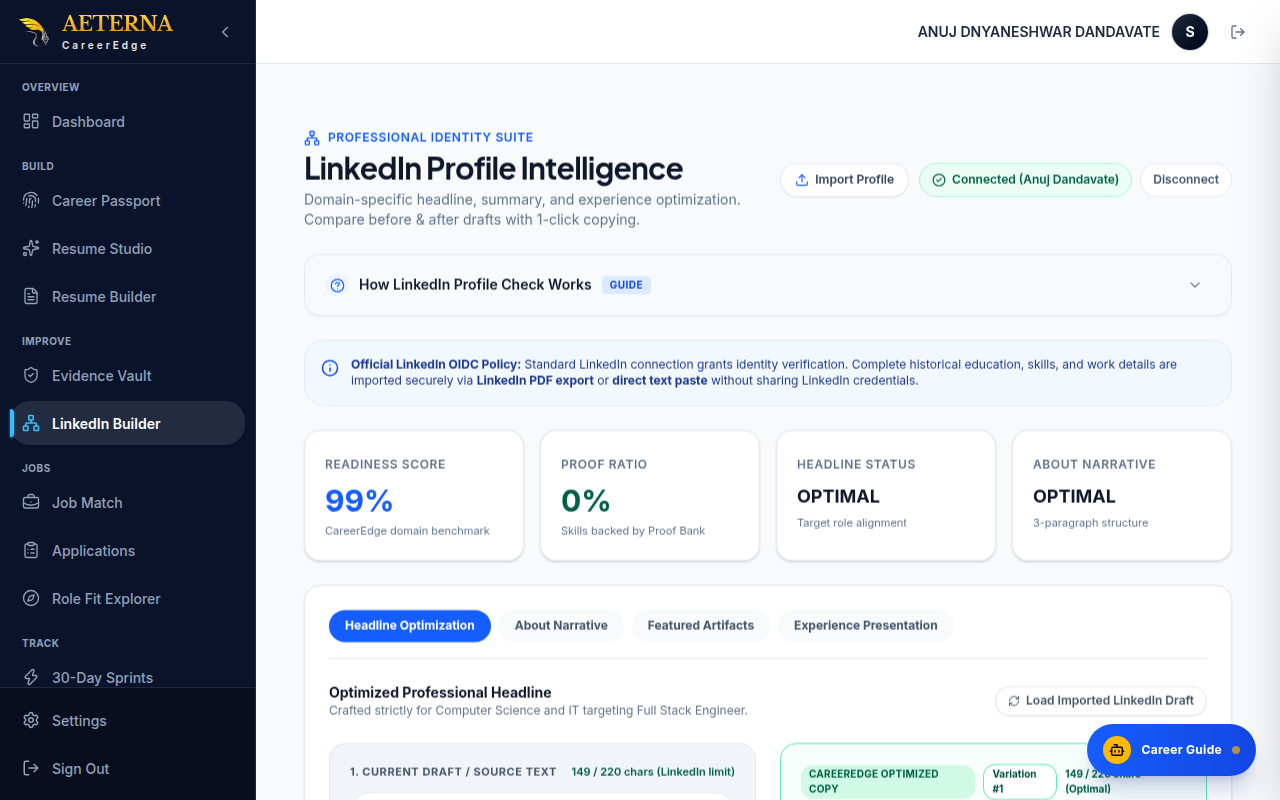 AETERNA
CareerEdge
OVERVIEW
Dashboard
BUILD
Career Passport
Resume Studio
Resume Builder
IMPROVE
Evidence Vault
LinkedIn Builder
JOBS
Job Match
Applications
Role Fit Explorer
TRACK
30-Day Sprints
Settings
Sign Out
ANUJ DNYANESHWAR DANDAVATE
S
PROFESSIONAL IDENTITY SUITE
LinkedIn Profile Intelligence
Domain-specific headline, summary, and experience optimization.
Compare before & after drafts with 1-click copying.
Import Profile
Connected (Anuj Dandavate)
Disconnect
How LinkedIn Profile Check Works GUIDE
Official LinkedIn OIDC Policy: Standard LinkedIn connection grants identity verification. Complete historical education, skills, and work details are
imported securely via LinkedIn PDF export or direct text paste without sharing LinkedIn credentials.
READINESS SCORE
99%
CareerEdge domain benchmark
PROOF RATIO
0%
Skills backed by Proof Bank
HEADLINE STATUS
OPTIMAL
Target role alignment
ABOUT NARRATIVE
OPTIMAL
3-paragraph structure
Headline Optimization
About Narrative
Featured Artifacts
Experience Presentation
Optimized Professional Headline
Crafted strictly for Computer Science and IT targeting Full Stack Engineer.
Load Imported LinkedIn Draft
1. CURRENT DRAFT / SOURCE TEXT
149 / 220 chars (LinkedIn limit)
CAREEREDGE OPTIMIZED
COPY
Variation
#1
149 / 220 chars
(Optimal)
Career Guide